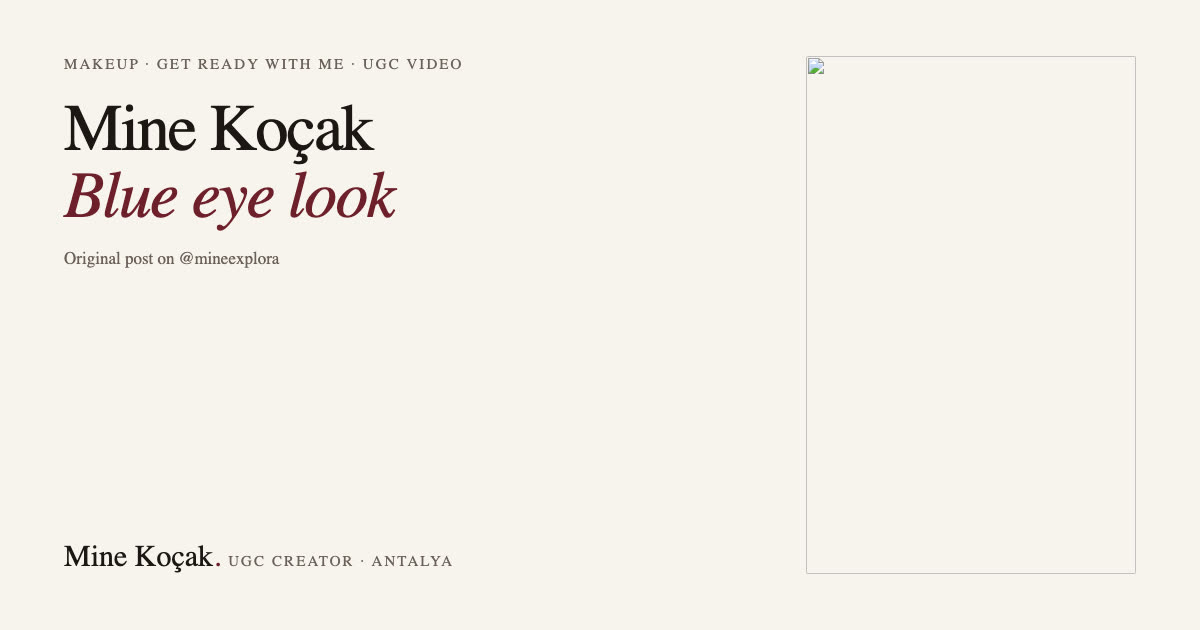 MAKEUP · GET READY WITH ME · UGC VIDEO
Mine Koçak
Blue eye look
Original post on @mineexplora
Mine Koçak. UGC CREATOR · ANTALYA